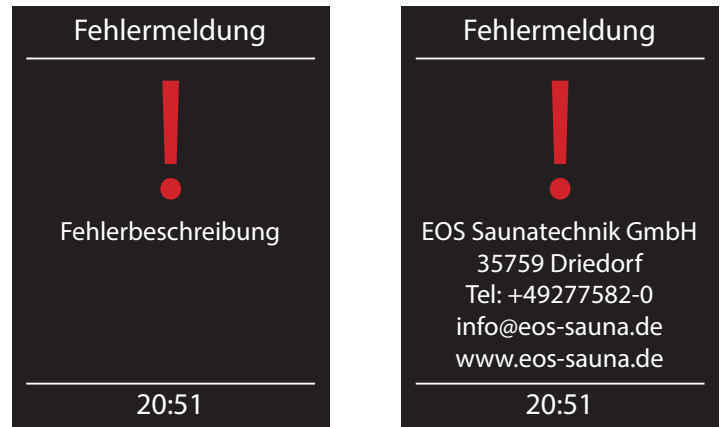 Fehlermeldung
!
Fehlerbeschreibung
20:51
Fehlermeldung
!
EOS Saunatechnik GmbH
35759 Driedorf
Tel: +49277582-0
info@eos-sauna.de
www.eos-sauna.de
20:51